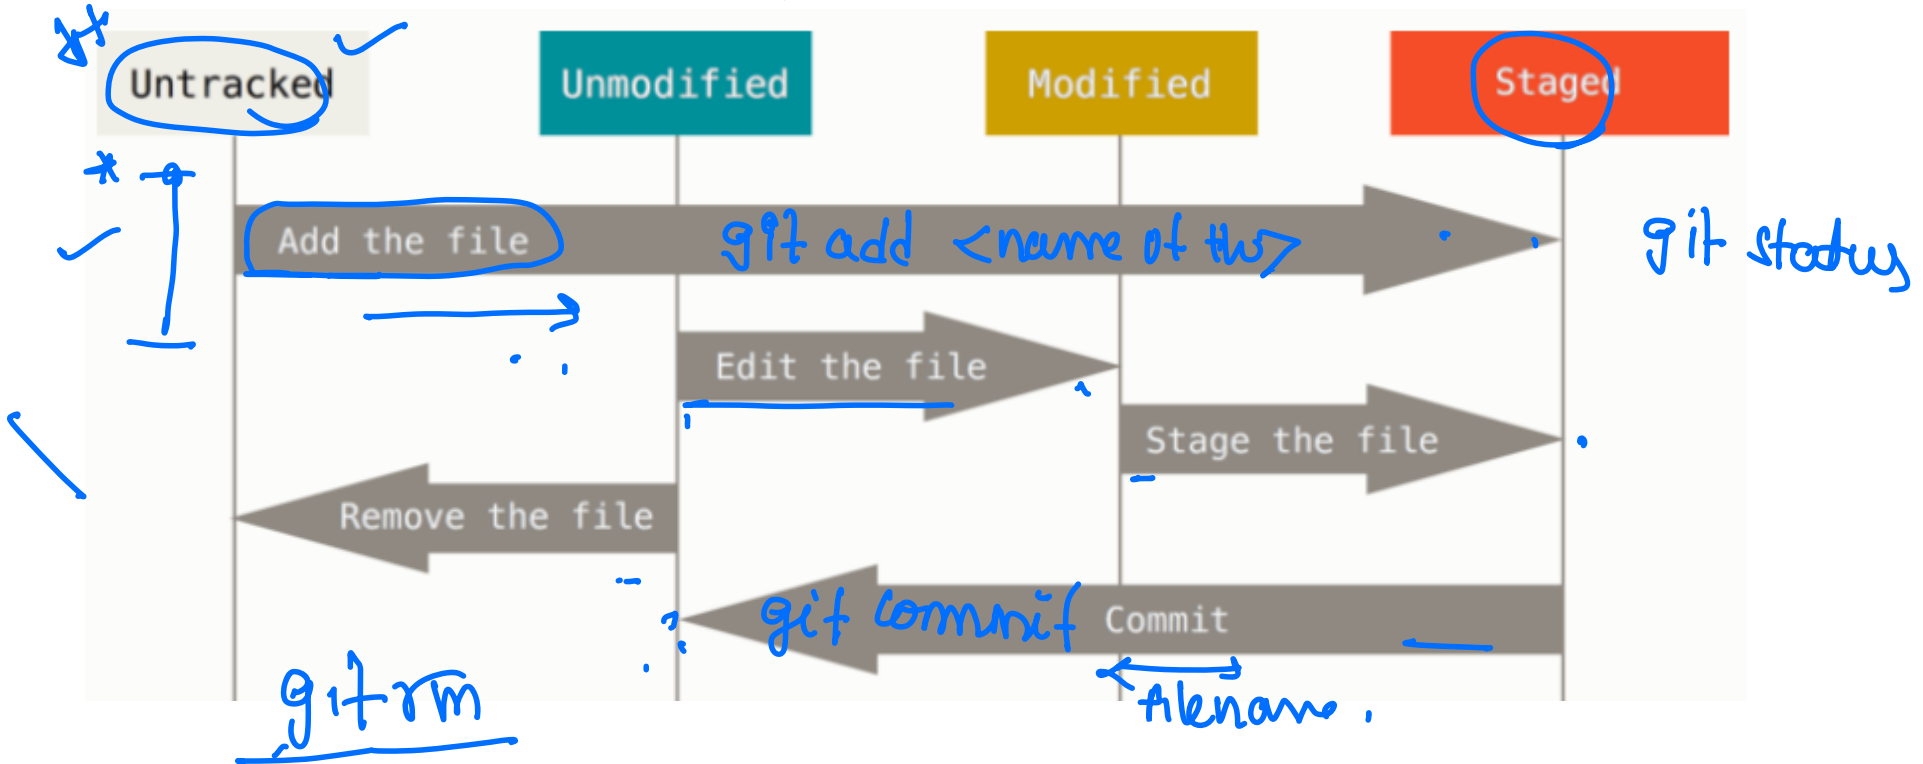 Untracked Unmodified Modified Staged
Add the file git add <name of the> git status
Edit the file
Stage the file
Remove the file
git commit Commit
git rm filename.